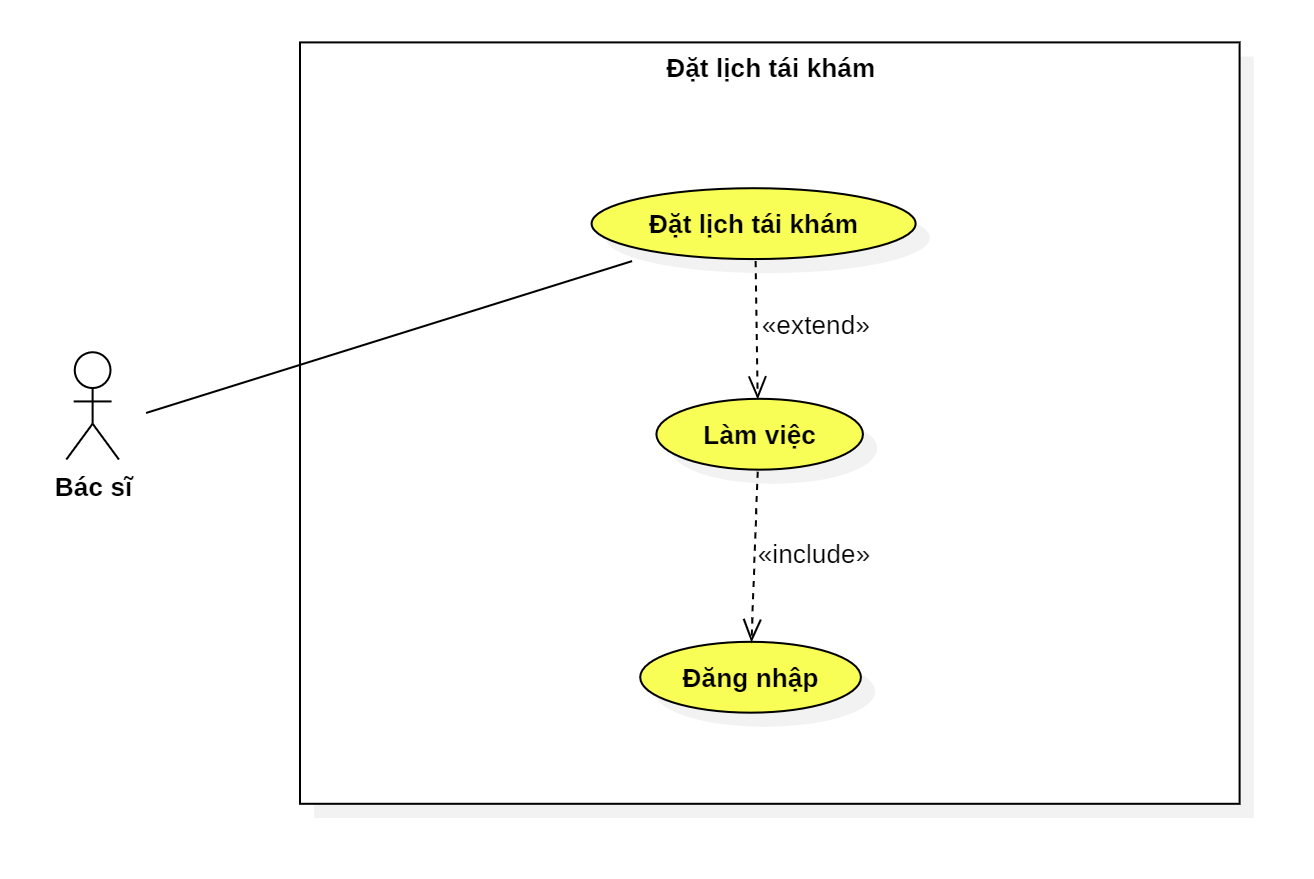 Đặt lịch tái khám
Đặt lịch tái khám
«extend»
Làm việc
Bác sĩ
«include»
Đăng nhập